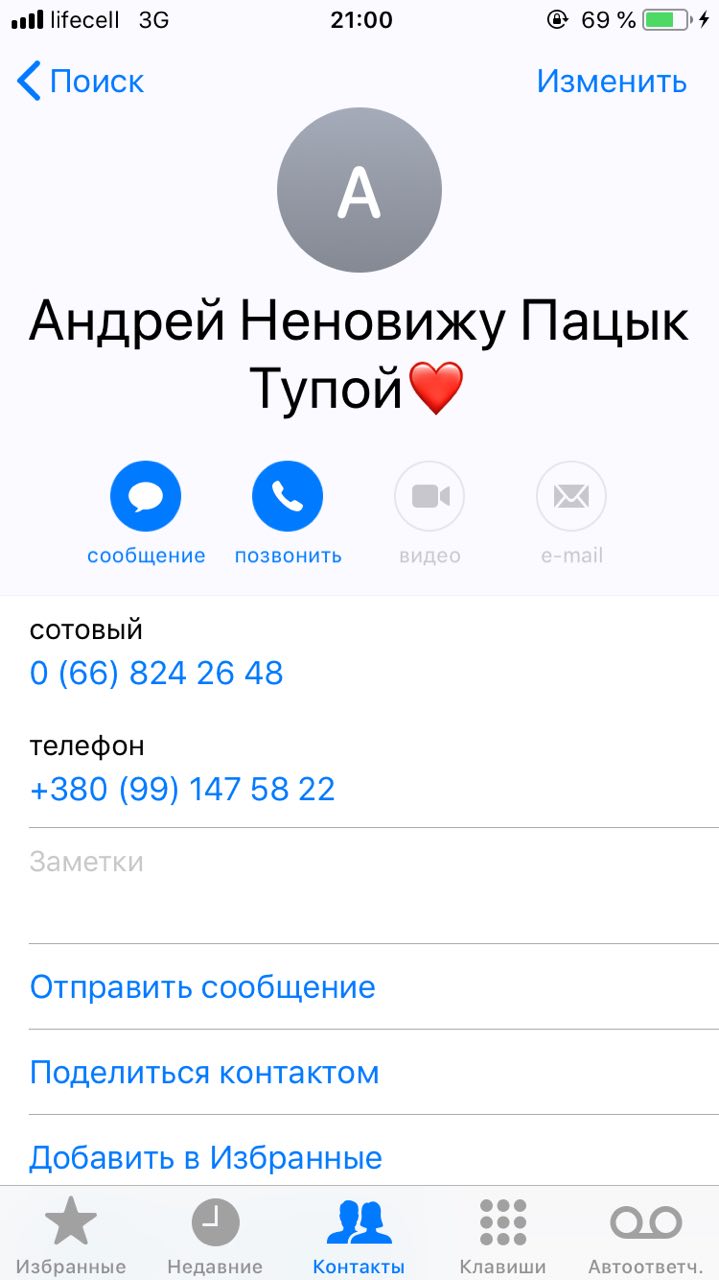 lifecell 3G 21:00 69 %
Поиск Изменить
А
Андрей Неновижу Пацык
Тупой❤️
сообщение позвонить видео e-mail
сотовый
0 (66) 824 26 48
телефон
+380 (99) 147 58 22
Заметки
Отправить сообщение
Поделиться контактом
Добавить в Избранные
Избранные Недавние Контакты Клавиши Автоответч.